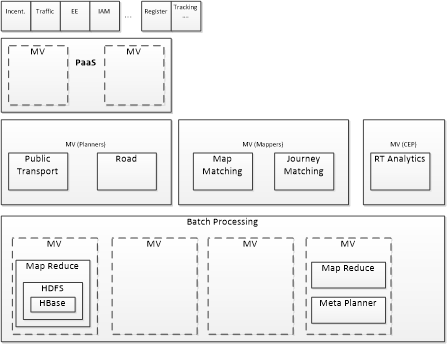 Incent. Traffic EE IAM ... Register Tracking
...
MV MV
PaaS
MV (Planners) MV (Mappers) MV (CEP)
Public Transport
Road
Map Matching
Journey Matching
RT Analytics
Batch Processing
MV MV MV MV
Map Reduce
HDFS
HBase
Map Reduce
Meta Planner